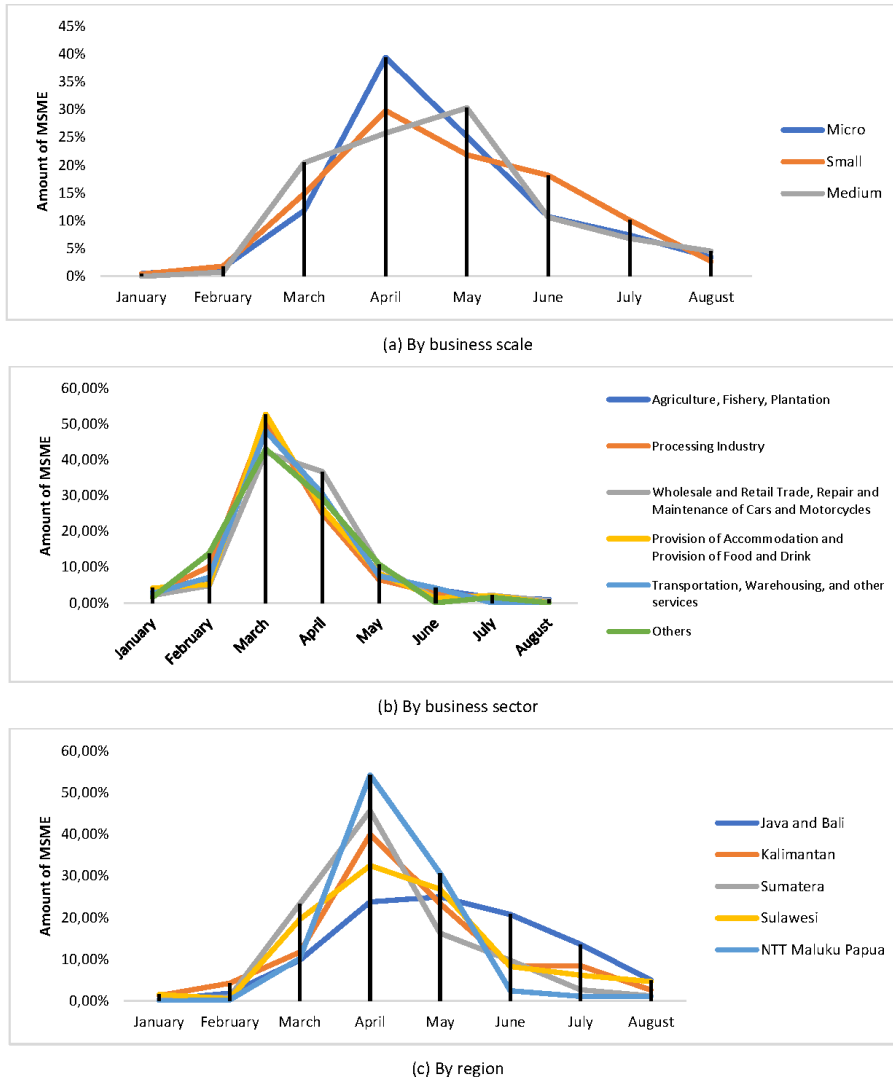 45%
40%
35%
30%
25%
20%
15%
10%
5%
0%
Amount of MSME
January February March April May June July August
Micro
Small
Medium
(a) By business scale
60,00%
50,00%
40,00%
30,00%
20,00%
10,00%
0,00%
Amount of MSME
January February March April May June July August
Agriculture, Fishery, Plantation
Processing Industry
Wholesale and Retail Trade, Repair and
Maintenance of Cars and Motorcycles
Provision of Accommodation and
Provision of Food and Drink
Transportation, Warehousing, and other
services
Others
(b) By business sector
60,00%
50,00%
40,00%
30,00%
20,00%
10,00%
0,00%
Amount of MSME
January February March April May June July August
Java and Bali
Kalimantan
Sumatera
Sulawesi
NTT Maluku Papua
(c) By region